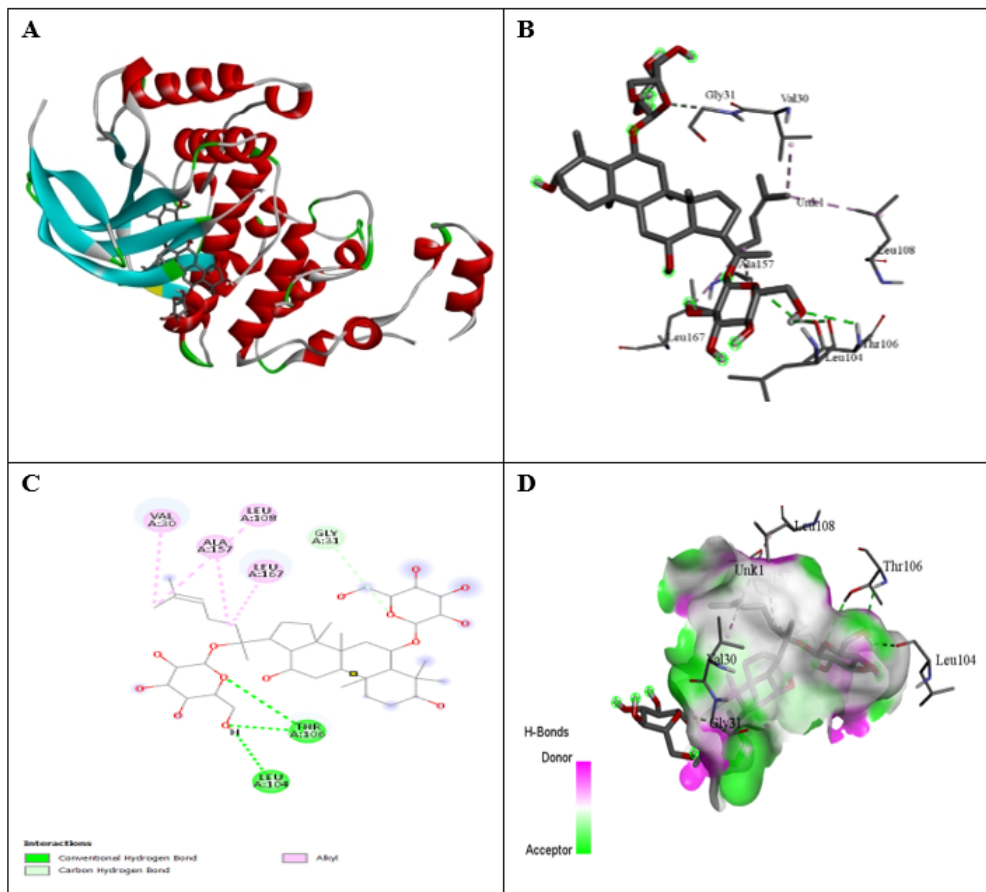 A
B
Gly31
Val30
Unk1
Leu108
Ala157
Leu167
Thr106
Leu104
C
VAL
A:30
LEU
A:108
ALA
A:157
LEU
A:167
GLY
A:31
H
THR
A:106
LEU
A:104
Interactions
Conventional Hydrogen Bond
Carbon Hydrogen Bond
Alkyl
D
Leu108
Unk1
Thr106
Val30
Leu104
Gly31
H-Bonds
Donor
Acceptor